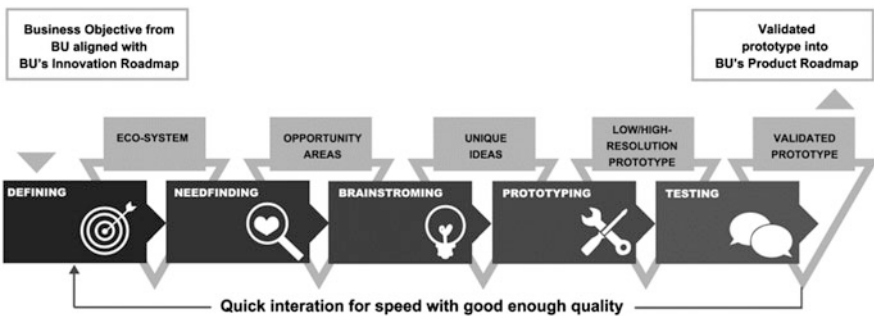 Business Objective from
BU aligned with
BU's Innovation Roadmap
Validated
prototype into
BU's Product Roadmap
ECO-SYSTEM
OPPORTUNITY
AREAS
UNIQUE
IDEAS
LOW/HIGH-
RESOLUTION
PROTOTYPE
VALIDATED
PROTOTYPE
DEFINING
NEEDFINDING
BRAINSTROMING
PROTOTYPING
TESTING
Quick interation for speed with good enough quality